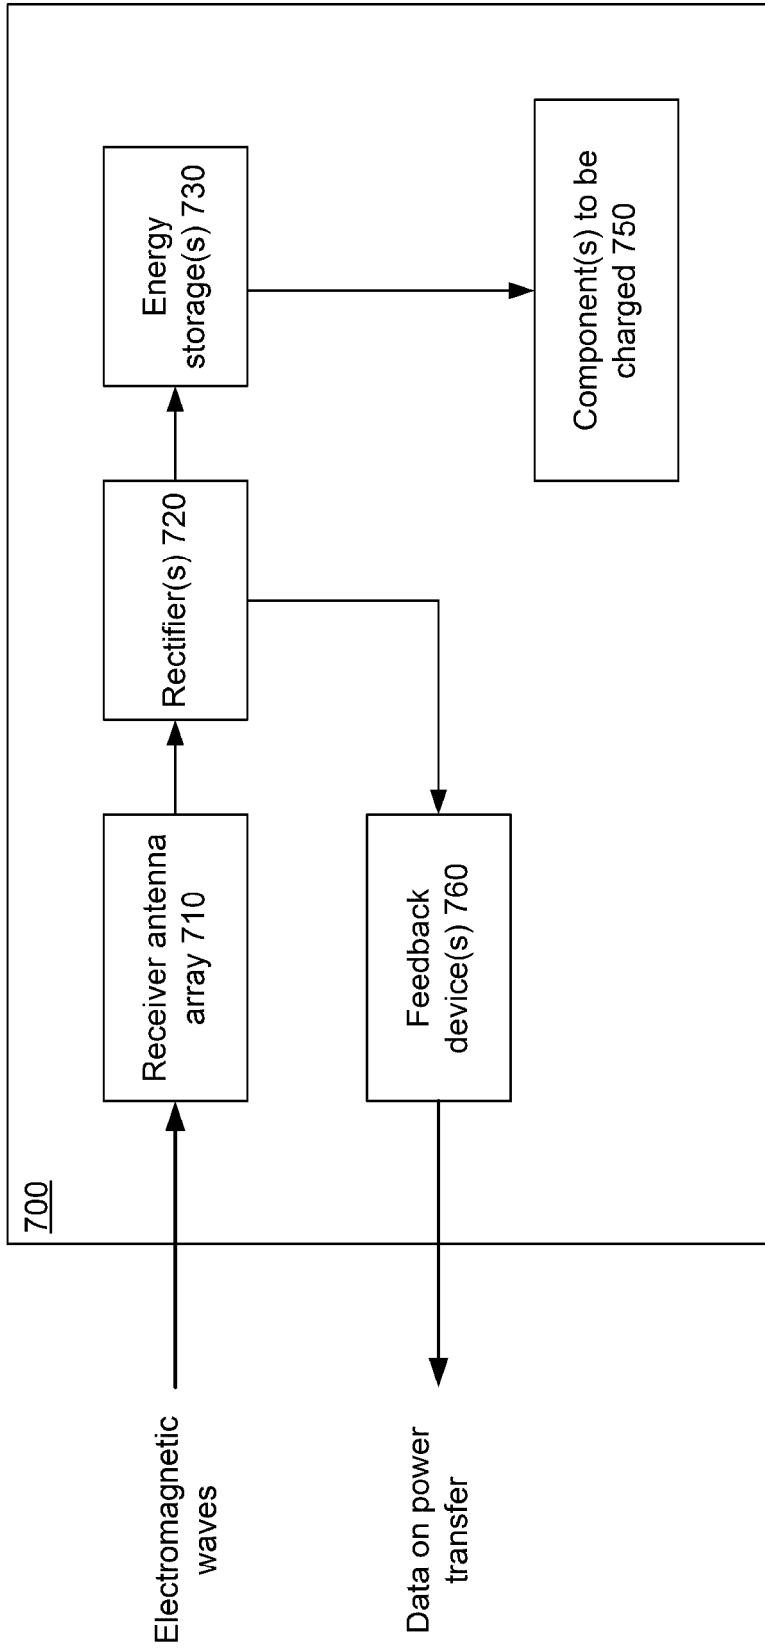 700
Electromagnetic
waves
Receiver antenna
array 710
Rectifier(s) 720
Energy
storage(s) 730
Data on power
transfer
Feedback
device(s) 760
Component(s) to be
charged 750